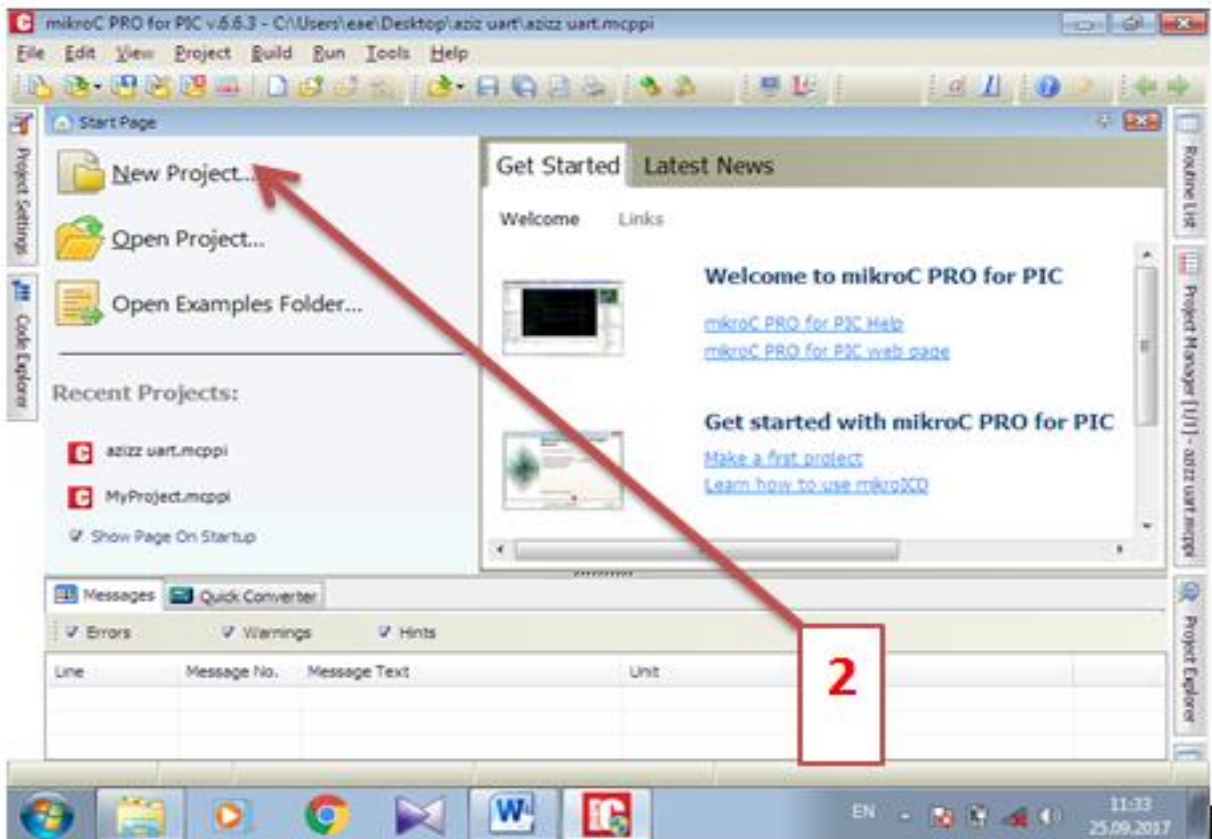 mikroC PRO for PIC v.6.6.3 - C:\Users\eae\Desktop\aziz uart\azizz uart.mcppi
File Edit View Project Build Run Tools Help
Start Page
New Project...
Open Project...
Open Examples Folder...
Recent Projects:
azizz uart.mcppi
MyProject.mcppi
Show Page On Startup
Get Started Latest News
Welcome Links
Welcome to mikroC PRO for PIC
mikroC PRO for PIC Help
mikroC PRO for PIC web page
Get started with mikroC PRO for PIC
Make a first project
Learn how to use mikroICD
Project Settings
Code Explorer
Routine List
Project Manager [1/1] - azizz uart.mcppi
Project Explorer
Messages Quick Converter
Errors Warnings Hints
Line Message No. Message Text Unit
2
EN
11:33
25.09.2017